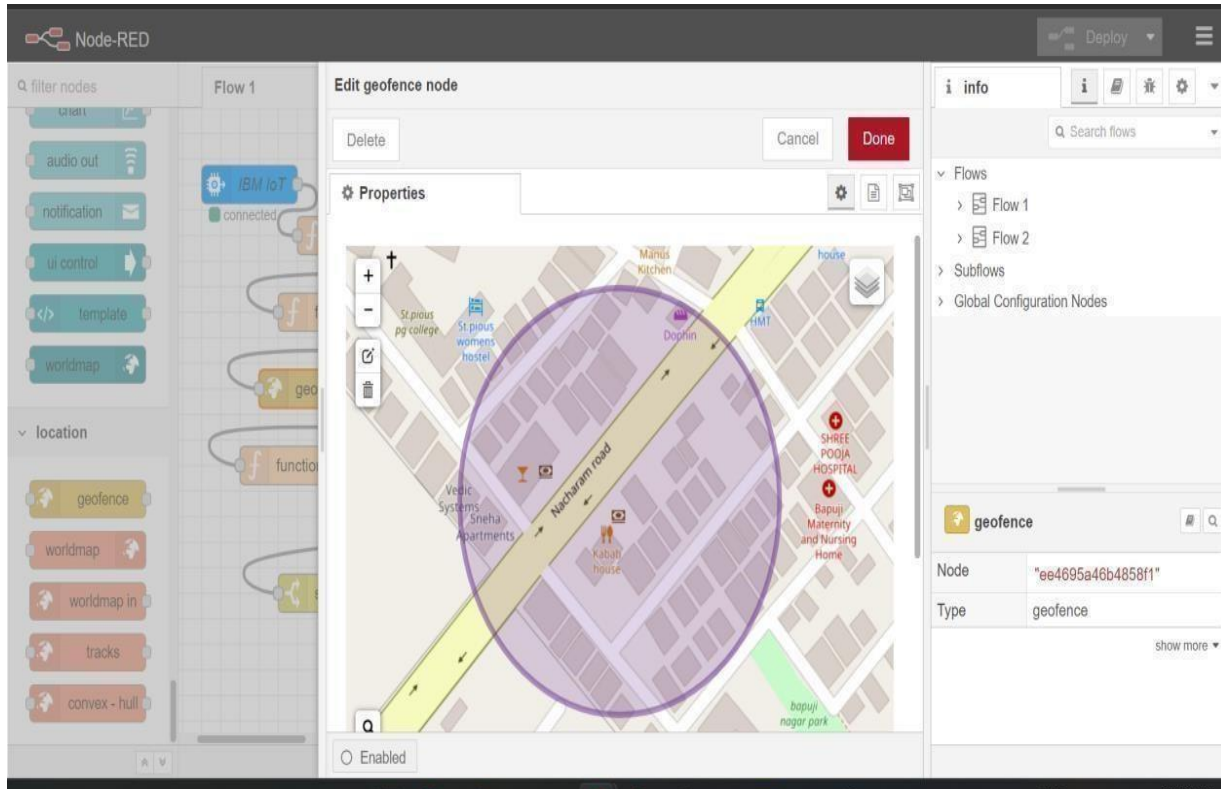 Node-RED
Deploy
filter nodes
chart
audio out
notification
ui control
</> template
worldmap
location
geofence
worldmap
worldmap in
tracks
convex - hull
Flow 1
IBM IoT
connected
f
f
geo
f functio
s
Edit geofence node
Delete
Cancel
Done
Properties
+
−
St.pious
pg college
St.pious
womens
hostel
Manus
Kitchen
house
HMT
Dophin
Nacharam road
Vedic
Systems
Sneha
Apartments
Kabab
house
SHREE
POOJA
HOSPITAL
Bapuji
Maternity
and Nursing
Home
bapuji
nagar park
Enabled
i info
i
Search flows
Flows
Flow 1
Flow 2
Subflows
Global Configuration Nodes
geofence
Node "ee4695a46b4858f1"
Type geofence
show more